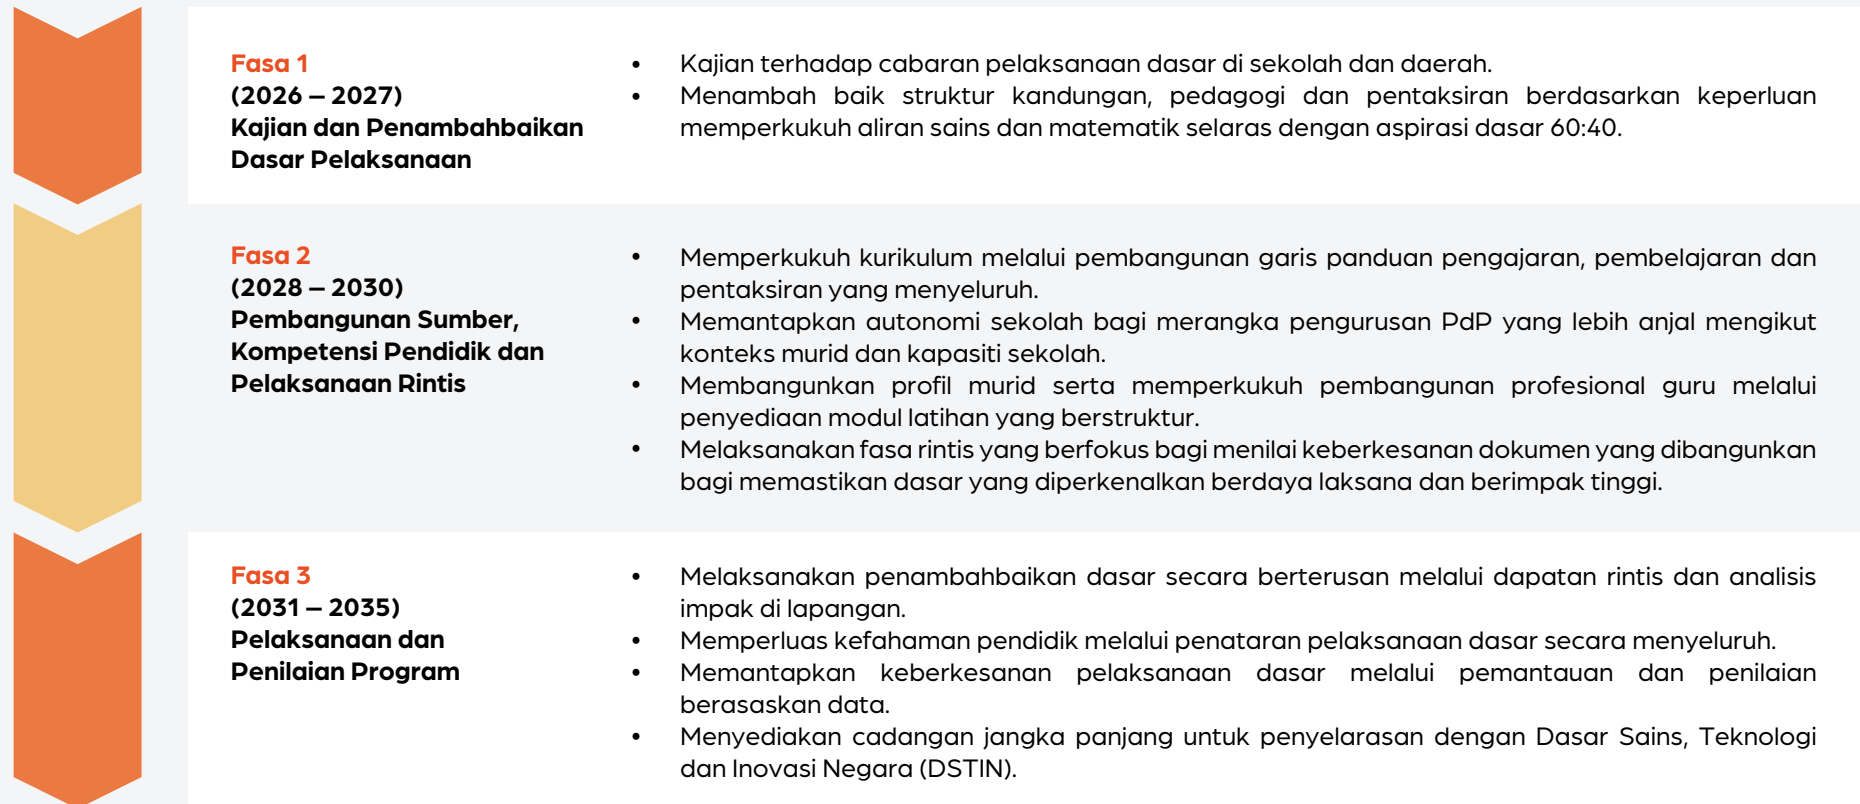 Fasa 1
(2026 – 2027)
Kajian dan Penambahbaikan
Dasar Pelaksanaan
• Kajian terhadap cabaran pelaksanaan dasar di sekolah dan daerah.
• Menambah baik struktur kandungan, pedagogi dan pentaksiran berdasarkan keperluan
memperkukuh aliran sains dan matematik selaras dengan aspirasi dasar 60:40.
Fasa 2
(2028 – 2030)
Pembangunan Sumber,
Kompetensi Pendidik dan
Pelaksanaan Rintis
• Memperkukuh kurikulum melalui pembangunan garis panduan pengajaran, pembelajaran dan
pentaksiran yang menyeluruh.
• Memantapkan autonomi sekolah bagi merangka pengurusan PdP yang lebih anjal mengikut
konteks murid dan kapasiti sekolah.
• Membangunkan profil murid serta memperkukuh pembangunan profesional guru melalui
penyediaan modul latihan yang berstruktur.
• Melaksanakan fasa rintis yang berfokus bagi menilai keberkesanan dokumen yang dibangunkan
bagi memastikan dasar yang diperkenalkan berdaya laksana dan berimpak tinggi.
Fasa 3
(2031 – 2035)
Pelaksanaan dan
Penilaian Program
• Melaksanakan penambahbaikan dasar secara berterusan melalui dapatan rintis dan analisis
impak di lapangan.
• Memperluas kefahaman pendidik melalui penataran pelaksanaan dasar secara menyeluruh.
• Memantapkan keberkesanan pelaksanaan dasar melalui pemantauan dan penilaian
berasaskan data.
• Menyediakan cadangan jangka panjang untuk penyelarasan dengan Dasar Sains, Teknologi
dan Inovasi Negara (DSTIN).